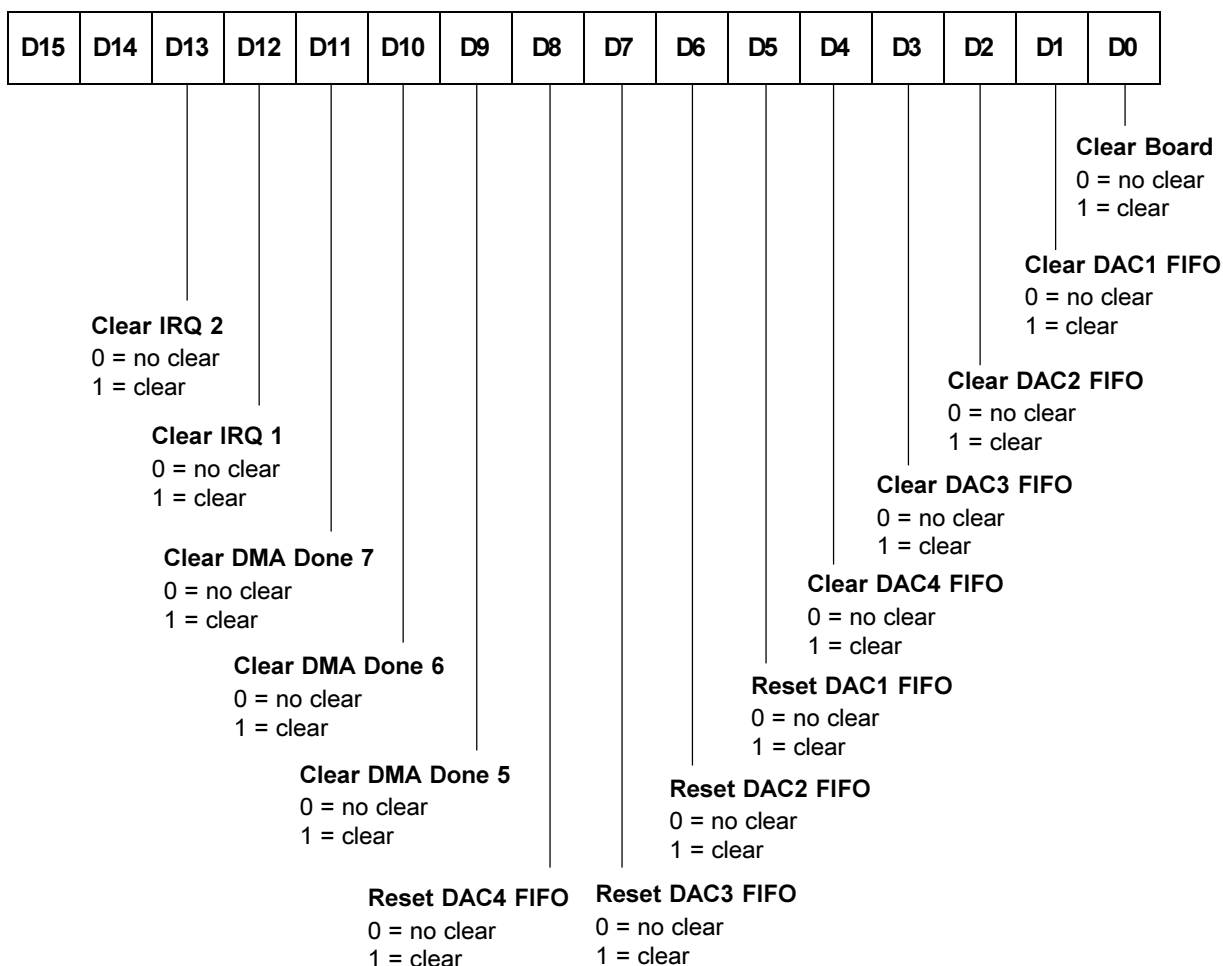 D15 D14 D13 D12 D11 D10 D9 D8 D7 D6 D5 D4 D3 D2 D1 D0
Clear Board
0 = no clear
1 = clear
Clear DAC1 FIFO
0 = no clear
1 = clear
Clear IRQ 2
0 = no clear
1 = clear
Clear DAC2 FIFO
0 = no clear
1 = clear
Clear IRQ 1
0 = no clear
1 = clear
Clear DAC3 FIFO
0 = no clear
1 = clear
Clear DMA Done 7
0 = no clear
1 = clear
Clear DAC4 FIFO
0 = no clear
1 = clear
Clear DMA Done 6
0 = no clear
1 = clear
Reset DAC1 FIFO
0 = no clear
1 = clear
Clear DMA Done 5
0 = no clear
1 = clear
Reset DAC2 FIFO
0 = no clear
1 = clear
Reset DAC4 FIFO
0 = no clear
1 = clear
Reset DAC3 FIFO
0 = no clear
1 = clear